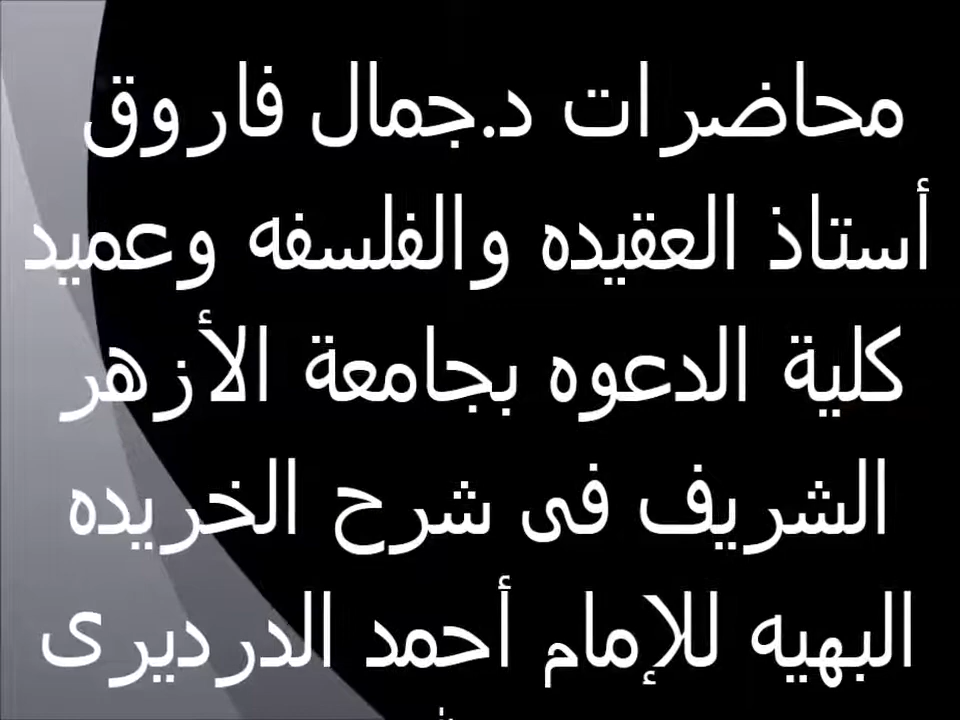 محاضرات د.جمال فاروق
أستاذ العقيده والفلسفه وعميد
كلية الدعوه بجامعة الأزهر
الشريف فى شرح الخريده
البهيه للإمام أحمد الدرديرى